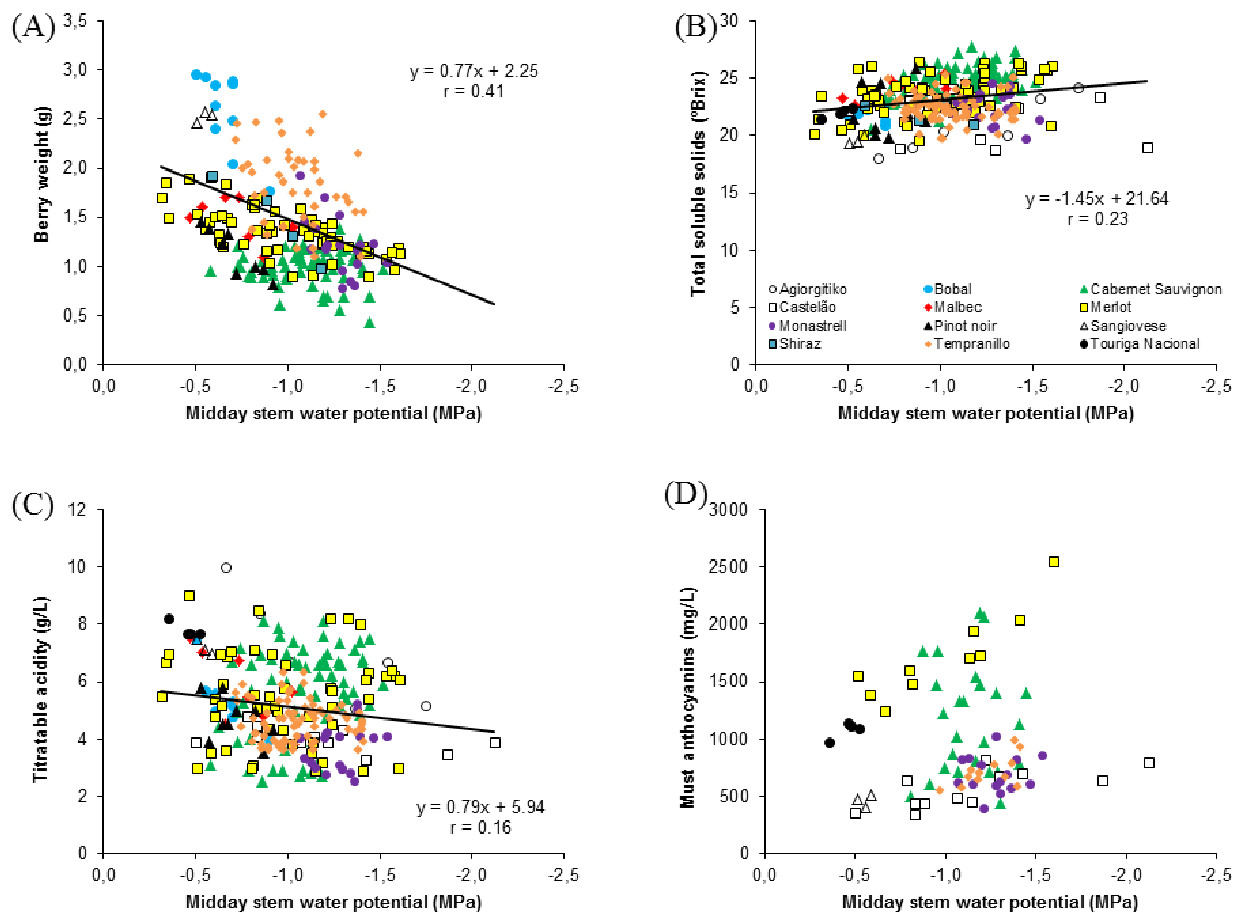 (A)
3,5
3,0
2,5
2,0
1,5
1,0
0,5
0,0
Berry weight (g)
y = 0.77x + 2.25
r = 0.41
0,0 -0,5 -1,0 -1,5 -2,0 -2,5
Midday stem water potential (MPa)
(B)
30
25
20
15
10
5
0
Total soluble solids (ºBrix)
y = -1.45x + 21.64
r = 0.23
Agiorgitiko Bobal Cabernet Sauvignon
Castelão Malbec Merlot
Monastrell Pinot noir Sangiovese
Shiraz Tempranillo Touriga Nacional
0,0 -0,5 -1,0 -1,5 -2,0 -2,5
Midday stem water potential (MPa)
(C)
12
10
8
6
4
2
0
Titratable acidity (g/L)
y = 0.79x + 5.94
r = 0.16
0,0 -0,5 -1,0 -1,5 -2,0 -2,5
Midday stem water potential (MPa)
(D)
3000
2500
2000
1500
1000
500
0
Must anthocyanins (mg/L)
0,0 -0,5 -1,0 -1,5 -2,0 -2,5
Midday stem water potential (MPa)